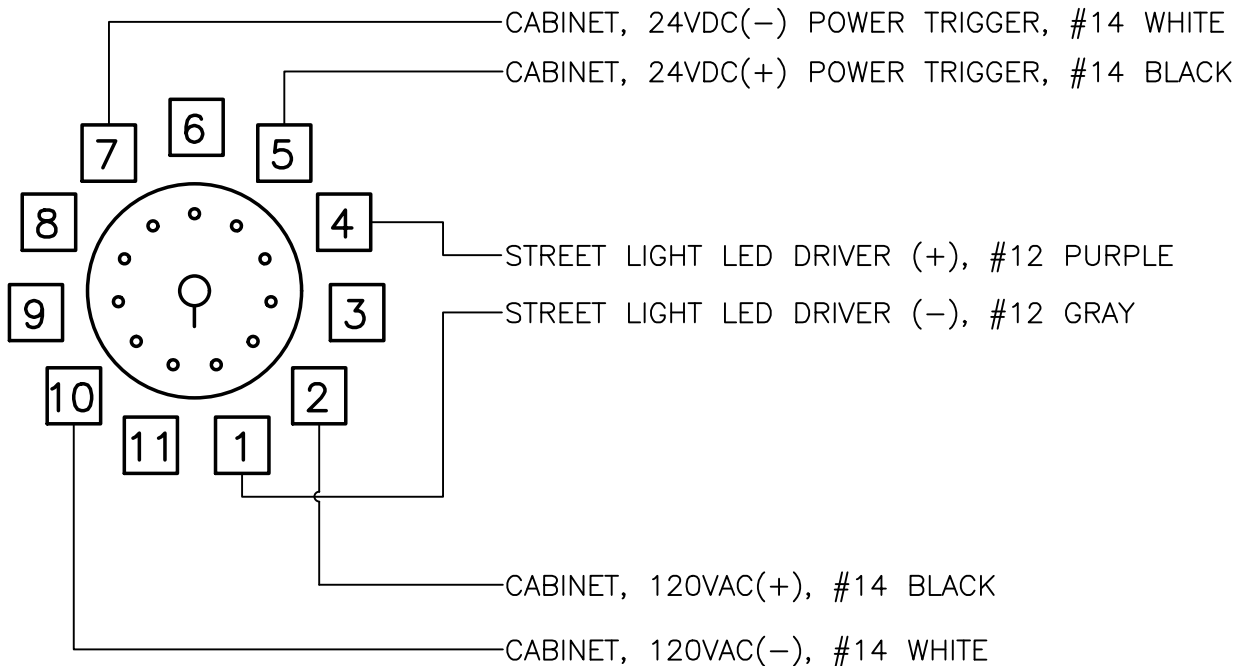 CABINET, 24VDC(-) POWER TRIGGER, #14 WHITE
CABINET, 24VDC(+) POWER TRIGGER, #14 BLACK
6
7
5
8
4
STREET LIGHT LED DRIVER (+), #12 PURPLE
9
3
STREET LIGHT LED DRIVER (-), #12 GRAY
10
2
11
1
CABINET, 120VAC(+), #14 BLACK
CABINET, 120VAC(-), #14 WHITE